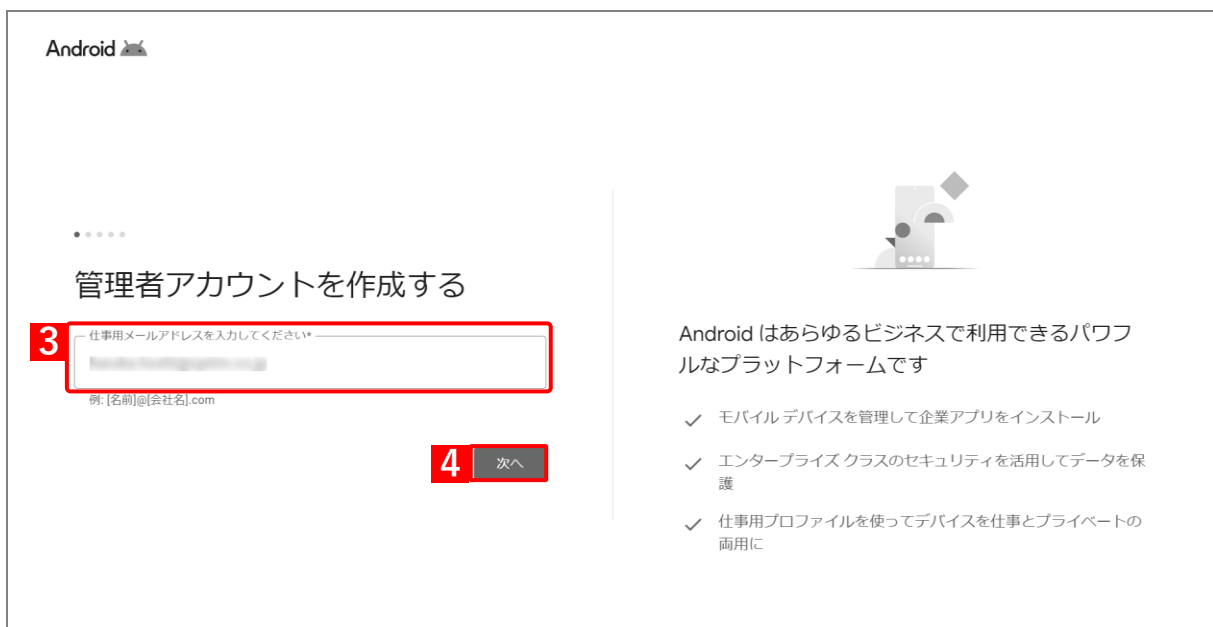 Android
管理者アカウントを作成する
3
仕事用メールアドレスを入力してください*
例: [名前]@[会社名].com
4
次へ
Android はあらゆるビジネスで利用できるパワフ
ルなプラットフォームです
モバイル デバイスを管理して企業アプリをインストール
エンタープライズ クラスのセキュリティを活用してデータを保
護
仕事用プロファイルを使ってデバイスを仕事とプライベートの
両用に